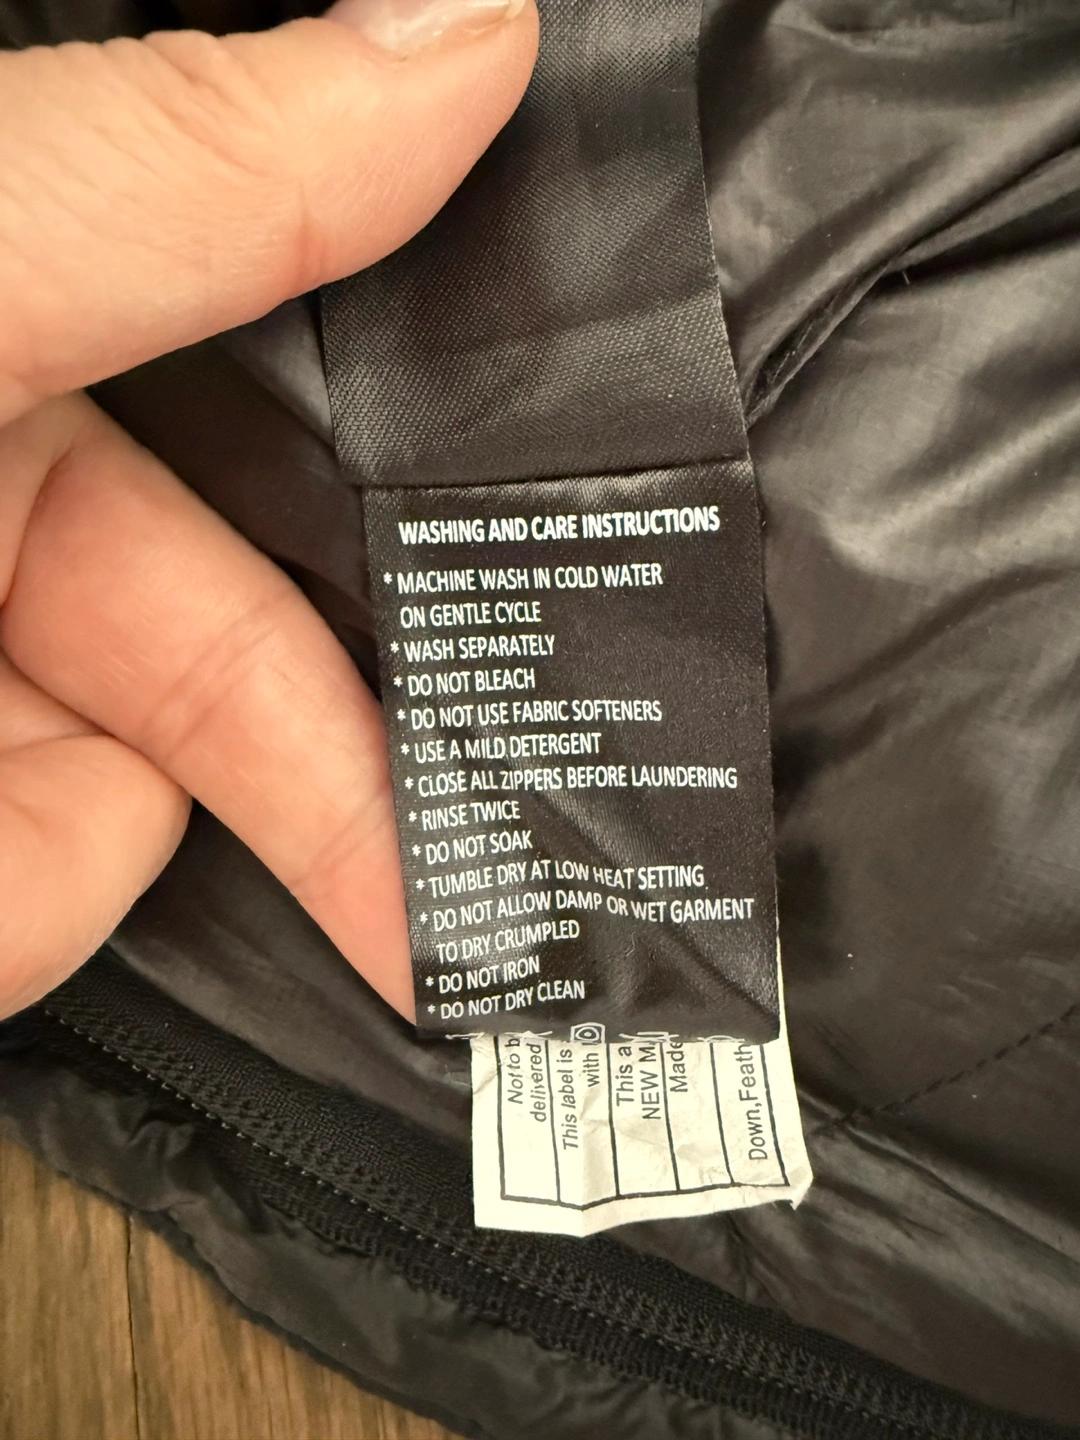 WASHING AND CARE INSTRUCTIONS
* MACHINE WASH IN COLD WATER
ON GENTLE CYCLE
* WASH SEPARATELY
* DO NOT BLEACH
* DO NOT USE FABRIC SOFTENERS
* USE A MILD DETERGENT
* CLOSE ALL ZIPPERS BEFORE LAUNDERING
* RINSE TWICE
* DO NOT SOAK
* TUMBLE DRY AT LOW HEAT SETTING
* DO NOT ALLOW DAMP OR WET GARMENT
TO DRY CRUMPLED
* DO NOT IRON
* DO NOT DRY CLEAN
Not to
delivered
This label is
with
This a
NEW
Made
Down,